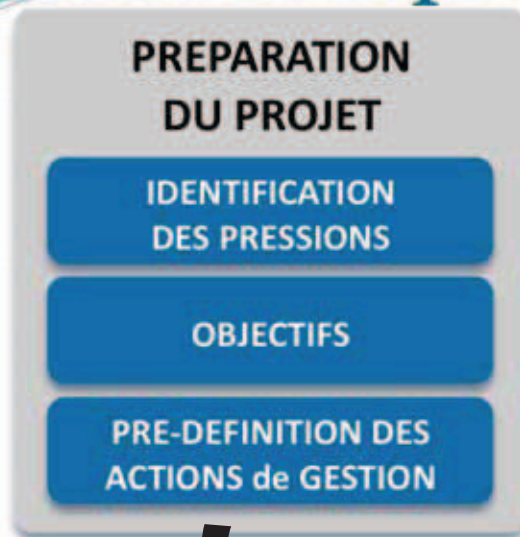 PREPARATION
DU PROJET
IDENTIFICATION
DES PRESSIONS
OBJECTIFS
PRE-DEFINITION DES
ACTIONS de GESTION